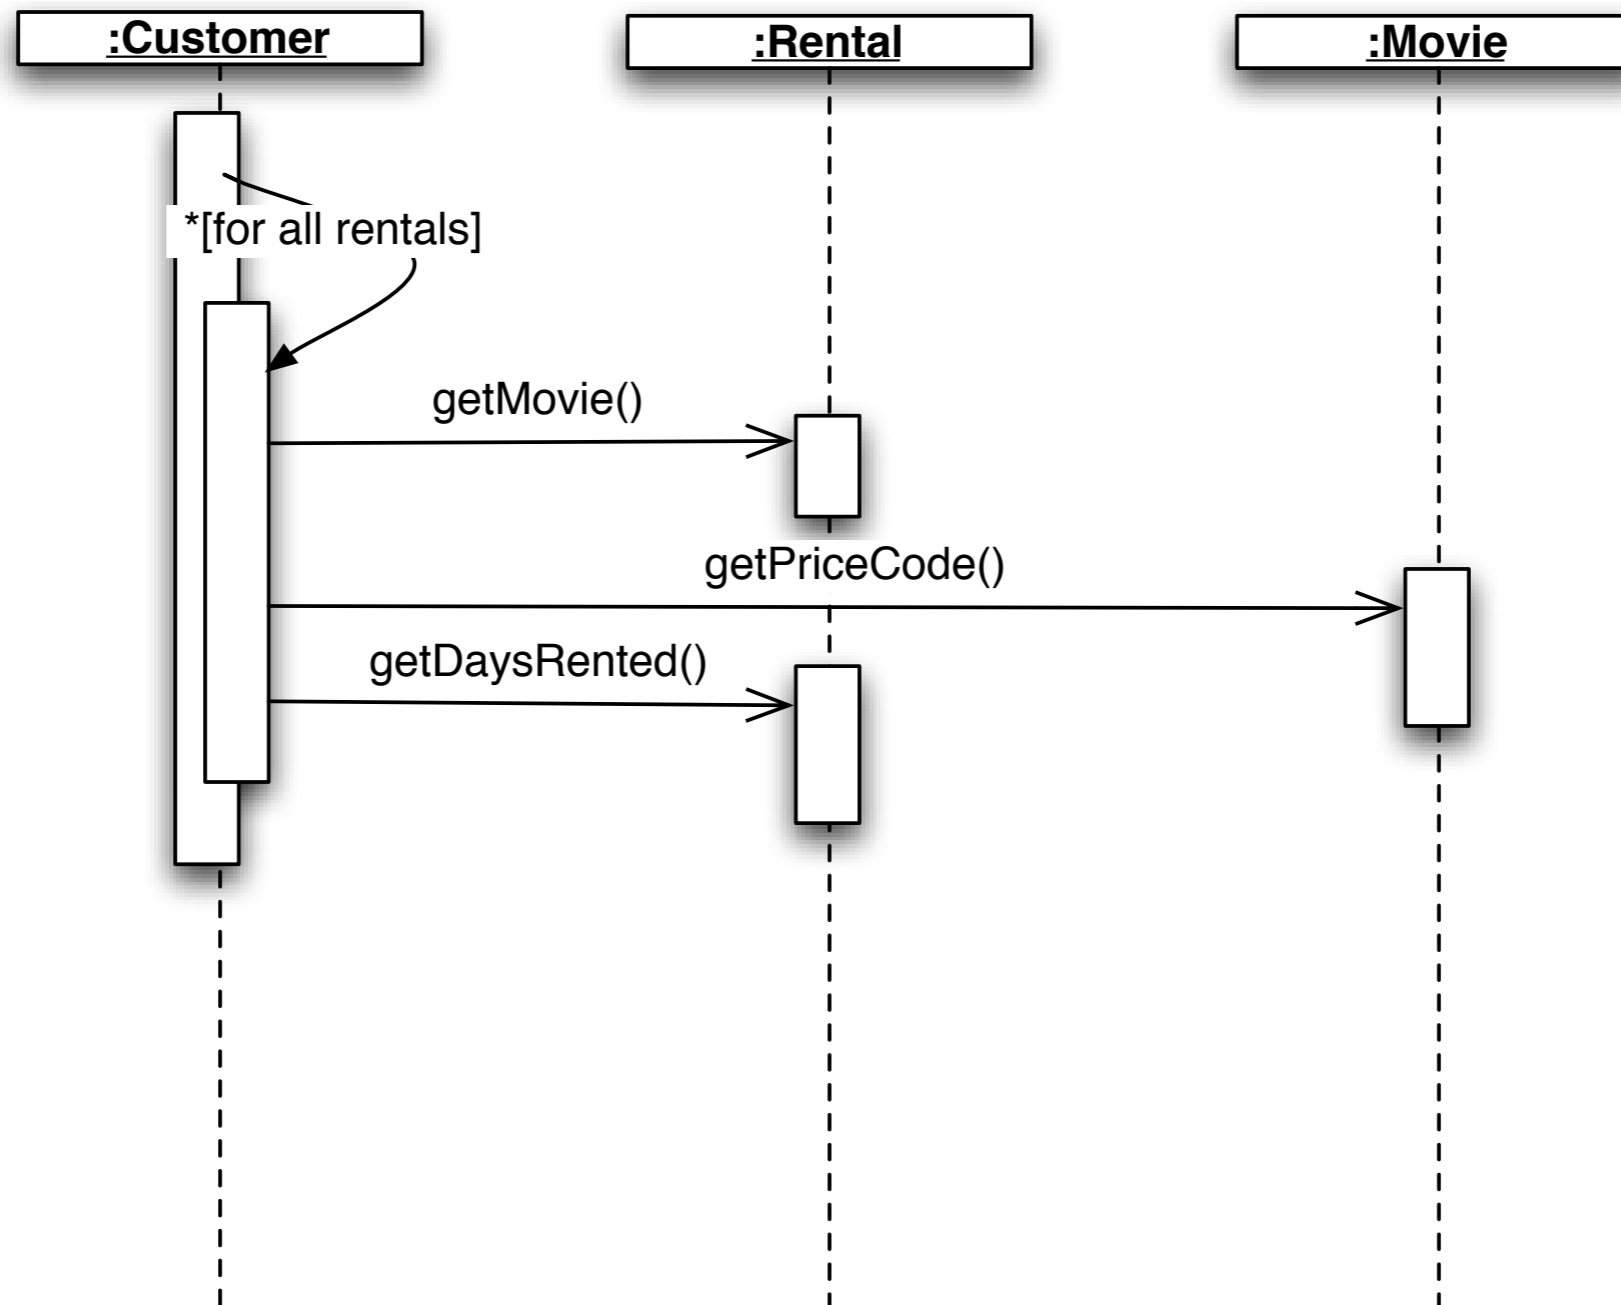 :Customer
:Rental
:Movie
*[for all rentals]
getMovie()
getPriceCode()
getDaysRented()